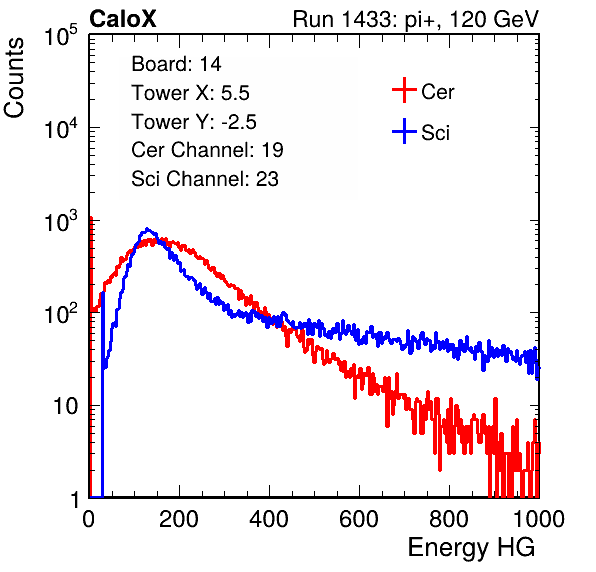 CaloX Run 1433: pi+, 120 GeV
Counts
Board: 14
Tower X: 5.5
Tower Y: -2.5
Cer Channel: 19
Sci Channel: 23
Cer
Sci
10^5
10^4
10^3
10^2
10
1
0 200 400 600 800 1000
Energy HG